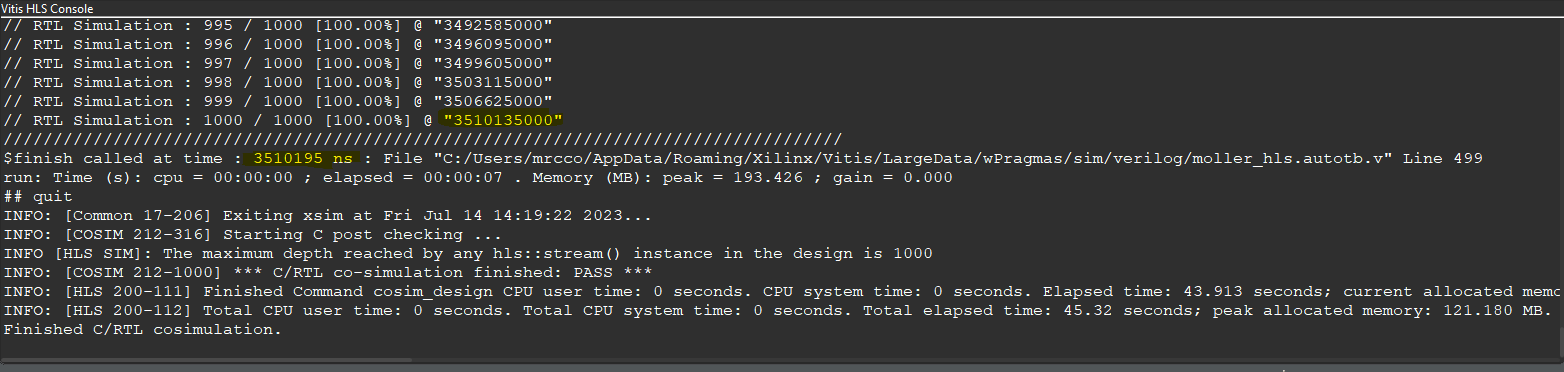 Vitis HLS Console
// RTL Simulation : 995 / 1000 [100.00%] @ "3492585000"
// RTL Simulation : 996 / 1000 [100.00%] @ "3496095000"
// RTL Simulation : 997 / 1000 [100.00%] @ "3499605000"
// RTL Simulation : 998 / 1000 [100.00%] @ "3503115000"
// RTL Simulation : 999 / 1000 [100.00%] @ "3506625000"
// RTL Simulation : 1000 / 1000 [100.00%] @ "3510135000"
////////////////////////////////////////////////////////////////////////////////////
$finish called at time : 3510195 ns : File "C:/Users/mrcco/AppData/Roaming/Xilinx/Vitis/LargeData/wPragmas/sim/verilog/moller_hls.autotb.v" Line 499
run: Time (s): cpu = 00:00:00 ; elapsed = 00:00:07 . Memory (MB): peak = 193.426 ; gain = 0.000
## quit
INFO: [Common 17-206] Exiting xsim at Fri Jul 14 14:19:22 2023...
INFO: [COSIM 212-316] Starting C post checking ...
INFO [HLS SIM]: The maximum depth reached by any hls::stream() instance in the design is 1000
INFO: [COSIM 212-1000] *** C/RTL co-simulation finished: PASS ***
INFO: [HLS 200-111] Finished Command cosim_design CPU user time: 0 seconds. CPU system time: 0 seconds. Elapsed time: 43.913 seconds; current allocated
INFO: [HLS 200-112] Total CPU user time: 0 seconds. Total CPU system time: 0 seconds. Total elapsed time: 45.32 seconds; peak allocated memory: 121.180 MB.
Finished C/RTL cosimulation.